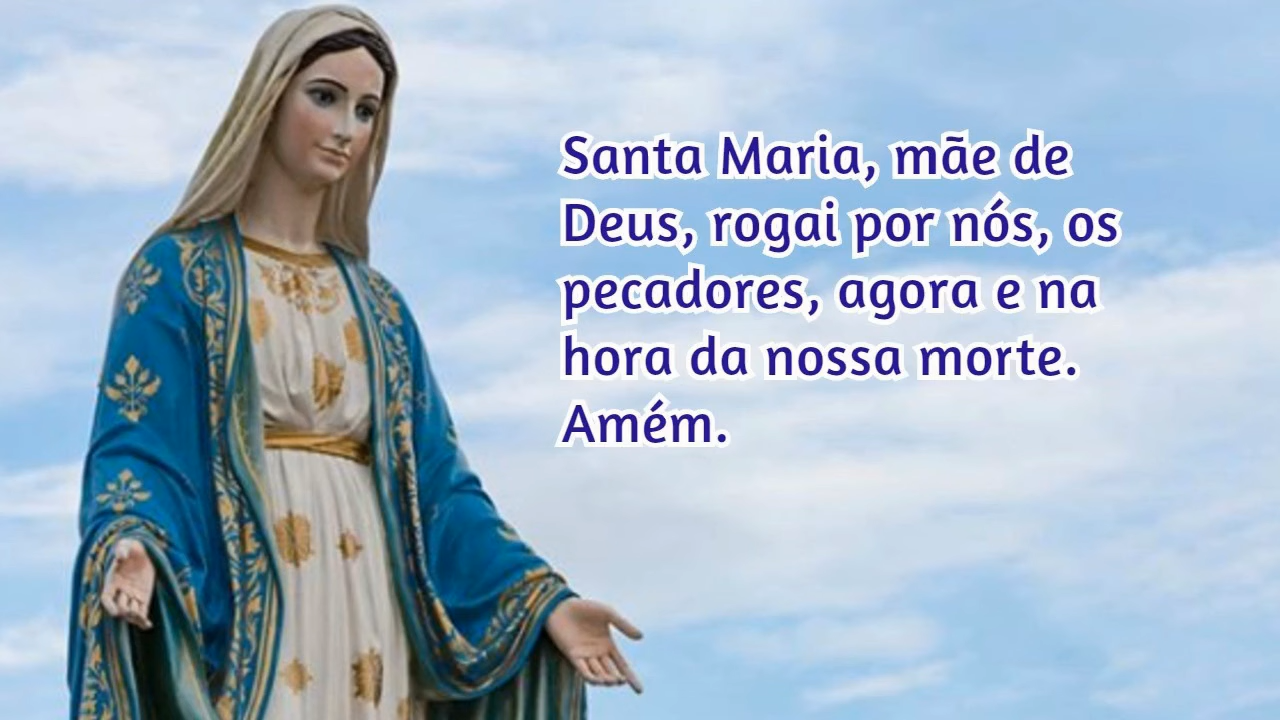 Santa Maria, mãe de
Deus, rogai por nós, os
pecadores, agora e na
hora da nossa morte.
Amém.